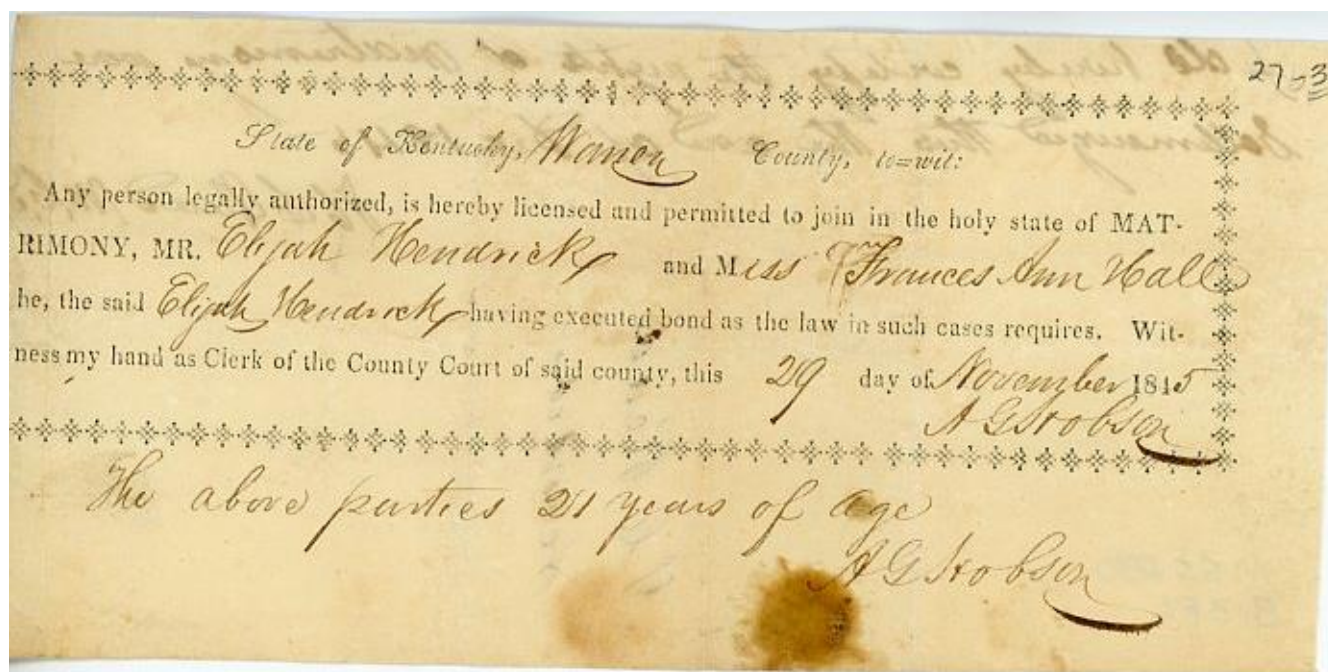 27-3
State of Kentucky, Warren County, to=wit:
Any person legally authorized, is hereby licensed and permitted to join in the holy state of MAT-
RIMONY, MR. Elijah Hendrick and Miss Frances Ann Hall
he, the said Elijah Hendrick having executed bond as the law in such cases requires. Wit-
ness my hand as Clerk of the County Court of said county, this 29 day of November 1845
A G Hobson
The above parties 21 years of age
A G Hobson